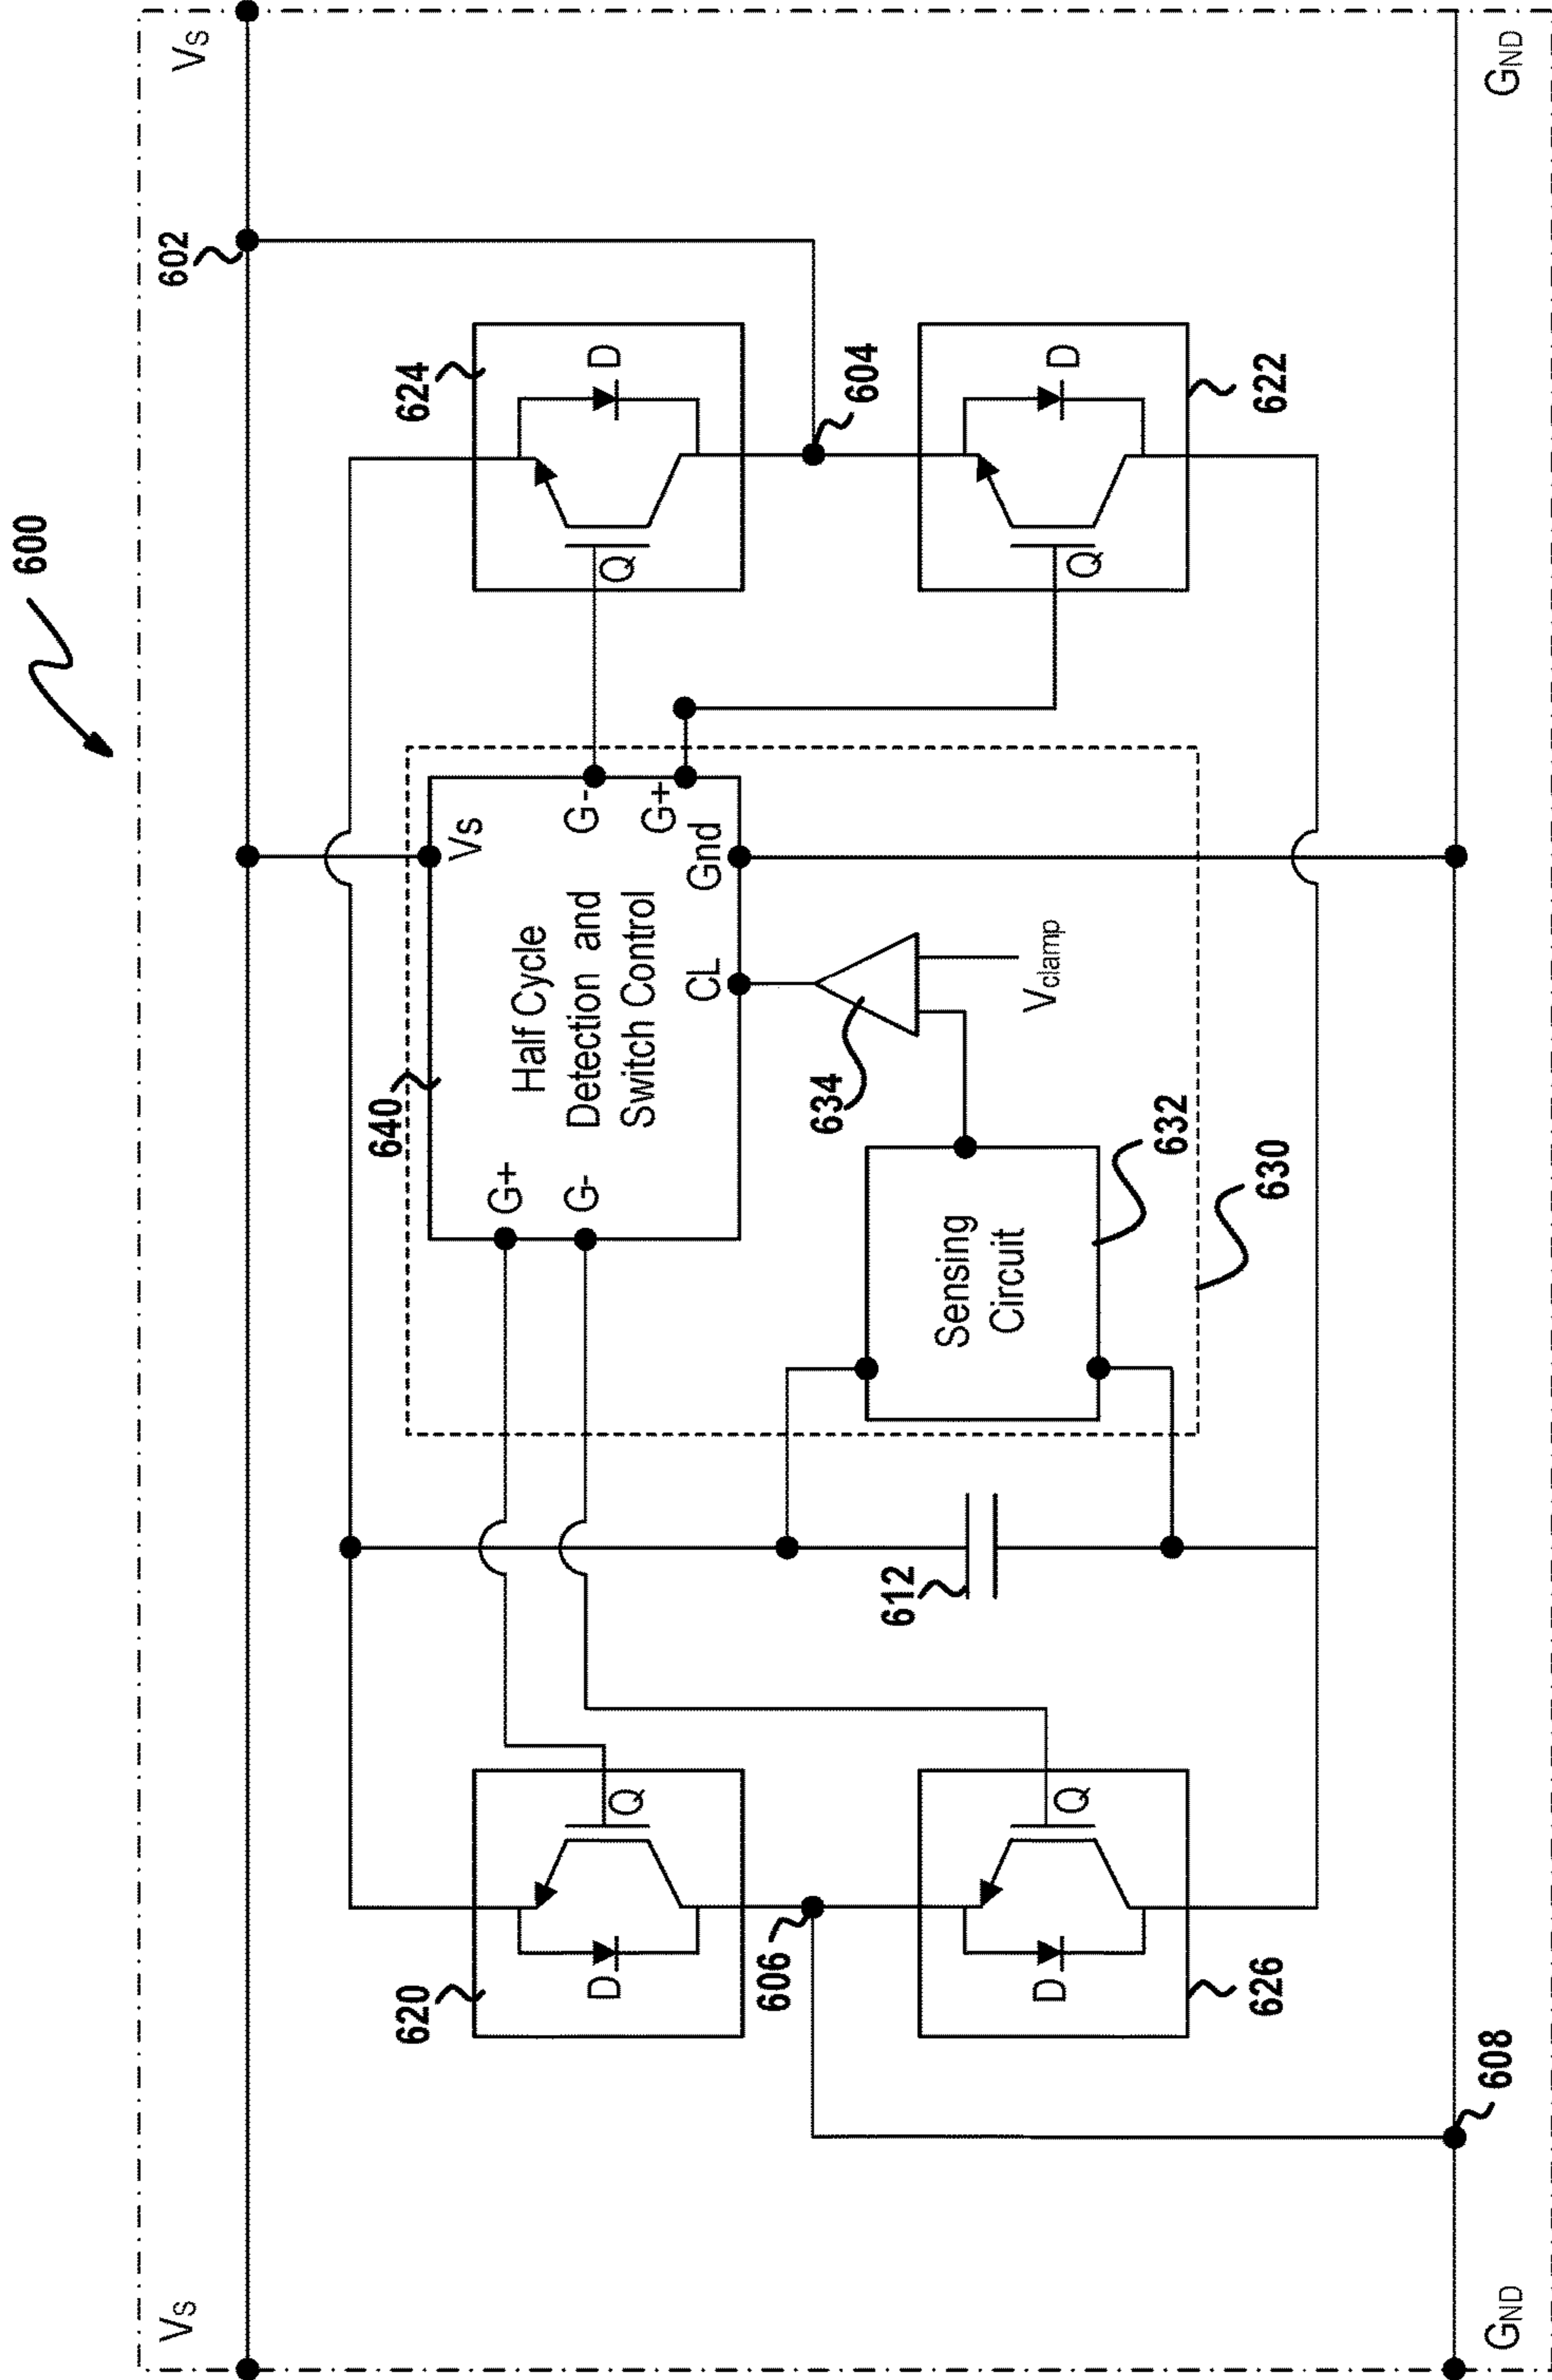 600
Vs
Vs
602
624
D
Q
604
622
D
Q
640
Half Cycle
Detection and
Switch Control
Vs
G-
G+
Gnd
CL
G+
G-
634
Vclamp
Sensing
Circuit
632
630
612
620
D
Q
606
626
D
Q
608
GND
GND